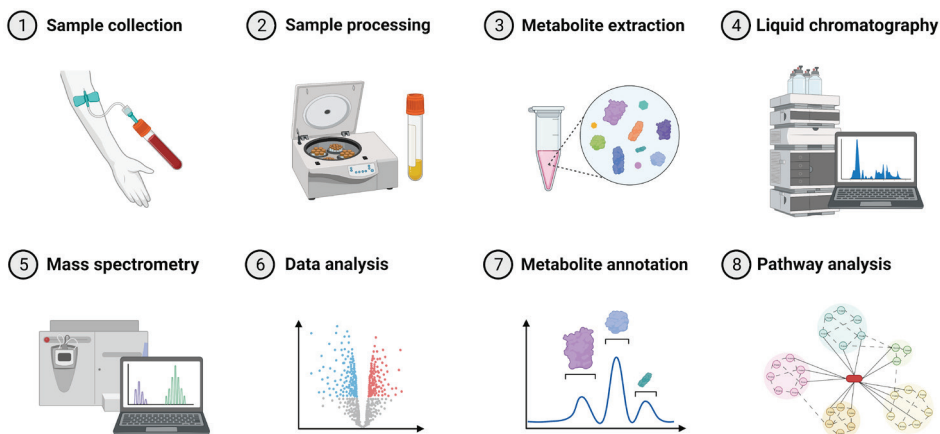 1 Sample collection
2 Sample processing
3 Metabolite extraction
4 Liquid chromatography
5 Mass spectrometry
6 Data analysis
7 Metabolite annotation
8 Pathway analysis